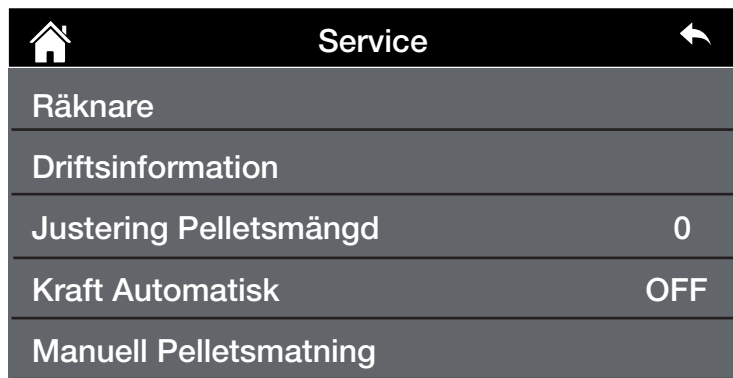 Service
Räknare
Driftsinformation
Justering Pelletsmängd 0
Kraft Automatisk OFF
Manuell Pelletsmatning